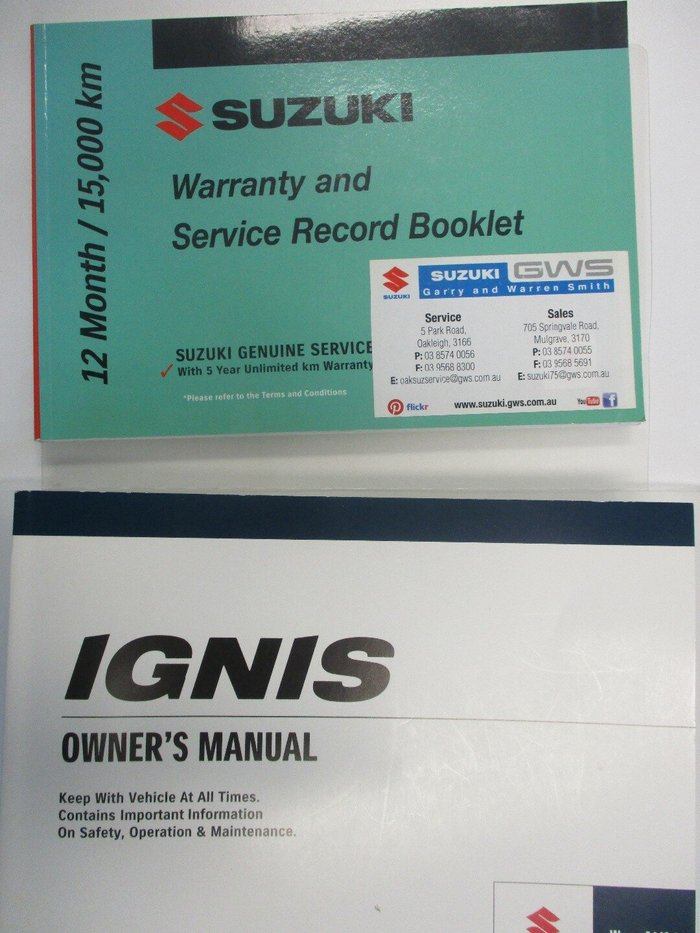 12 Month / 15,000 km
SUZUKI
Warranty and
Service Record Booklet
SUZUKI GENUINE SERVICE
With 5 Year Unlimited km Warranty
*Please refer to the Terms and Conditions
SUZUKI
SUZUKI GWS
Garry and Warren Smith
Service
5 Park Road,
Oakleigh, 3166
P: 03 8574 0056
F: 03 9568 8300
E: oaksuzservice@gws.com.au
Sales
705 Springvale Road,
Mulgrave, 3170
P: 03 8574 0055
F: 03 9568 5691
E: suzuki75@gws.com.au
flickr
www.suzuki.gws.com.au
YouTube f
IGNIS
OWNER'S MANUAL
Keep With Vehicle At All Times.
Contains Important Information
On Safety, Operation & Maintenance.